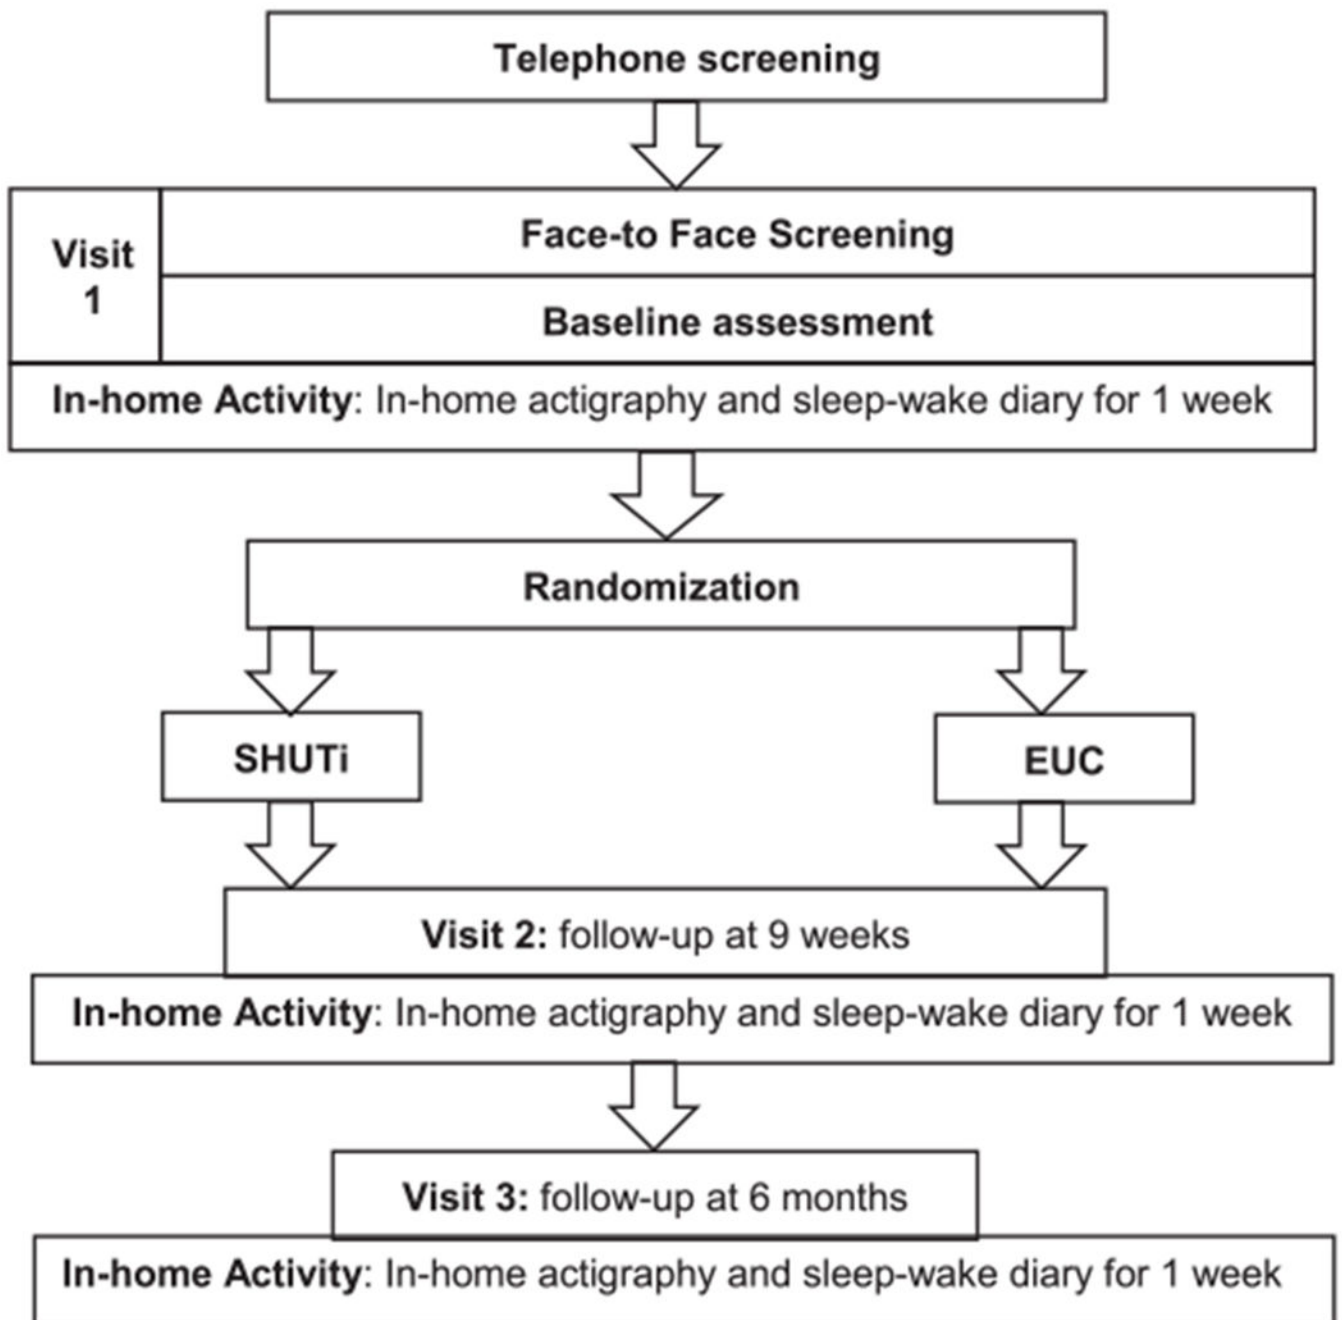 Telephone screening
Visit
1
Face-to Face Screening
Baseline assessment
In-home Activity: In-home actigraphy and sleep-wake diary for 1 week
Randomization
SHUTi
EUC
Visit 2: follow-up at 9 weeks
In-home Activity: In-home actigraphy and sleep-wake diary for 1 week
Visit 3: follow-up at 6 months
In-home Activity: In-home actigraphy and sleep-wake diary for 1 week